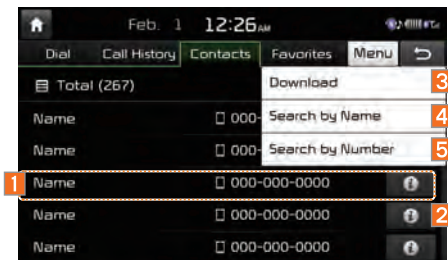 Feb. 1 12:26 AM
Dial Call History Contacts Favorites Menu
Total (267)
Download 3
Name 000- Search by Name 4
Name 000- Search by Number 5
1 Name 000-000-0000
Name 000-000-0000 2
Name 000-000-0000